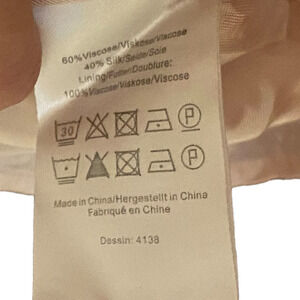 60%Viscose/Viskose/Viscose
40% Silk/Seide/Soie
Lining/Futter/Doublure:
100%Viscose/Viskose/Viscose
30 P
P
Made in China/Hergestellt in China
Fabriqué en Chine
Dessin: 4138